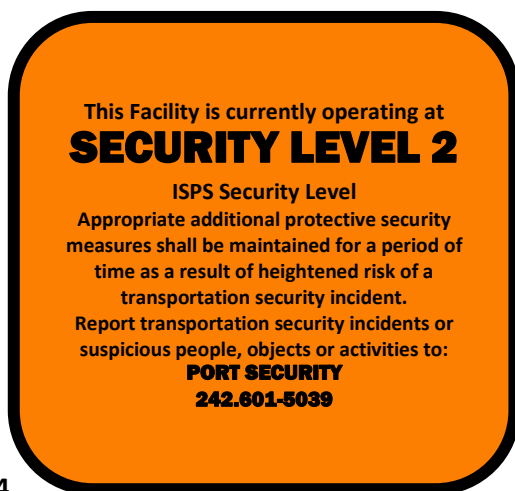 This Facility is currently operating at
SECURITY LEVEL 2
ISPS Security Level
Appropriate additional protective security
measures shall be maintained for a period of
time as a result of heightened risk of a
transportation security incident.
Report transportation security incidents or
suspicious people, objects or activities to:
PORT SECURITY
242.601-5039